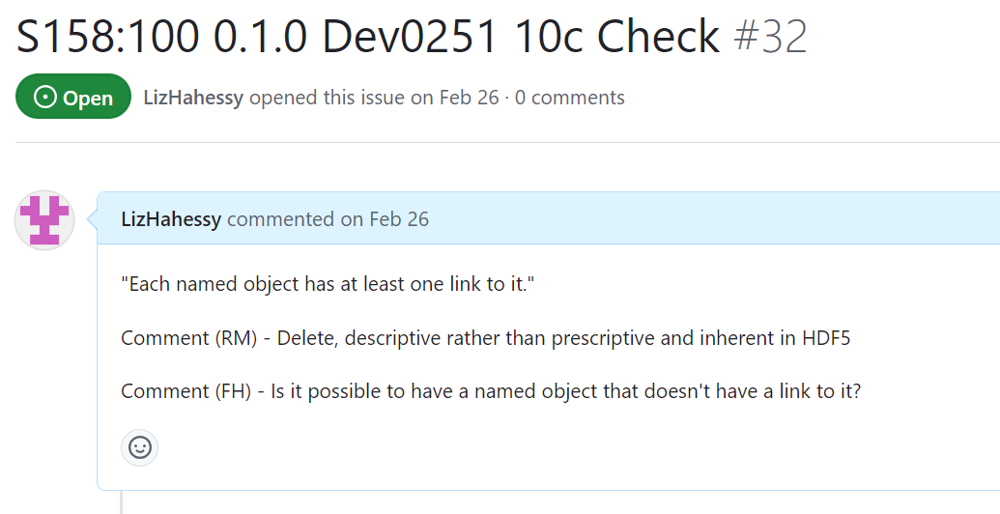 S158:100 0.1.0 Dev0251 10c Check #32
Open LizHahessy opened this issue on Feb 26 · 0 comments
LizHahessy commented on Feb 26
"Each named object has at least one link to it."
Comment (RM) - Delete, descriptive rather than prescriptive and inherent in HDF5
Comment (FH) - Is it possible to have a named object that doesn't have a link to it?